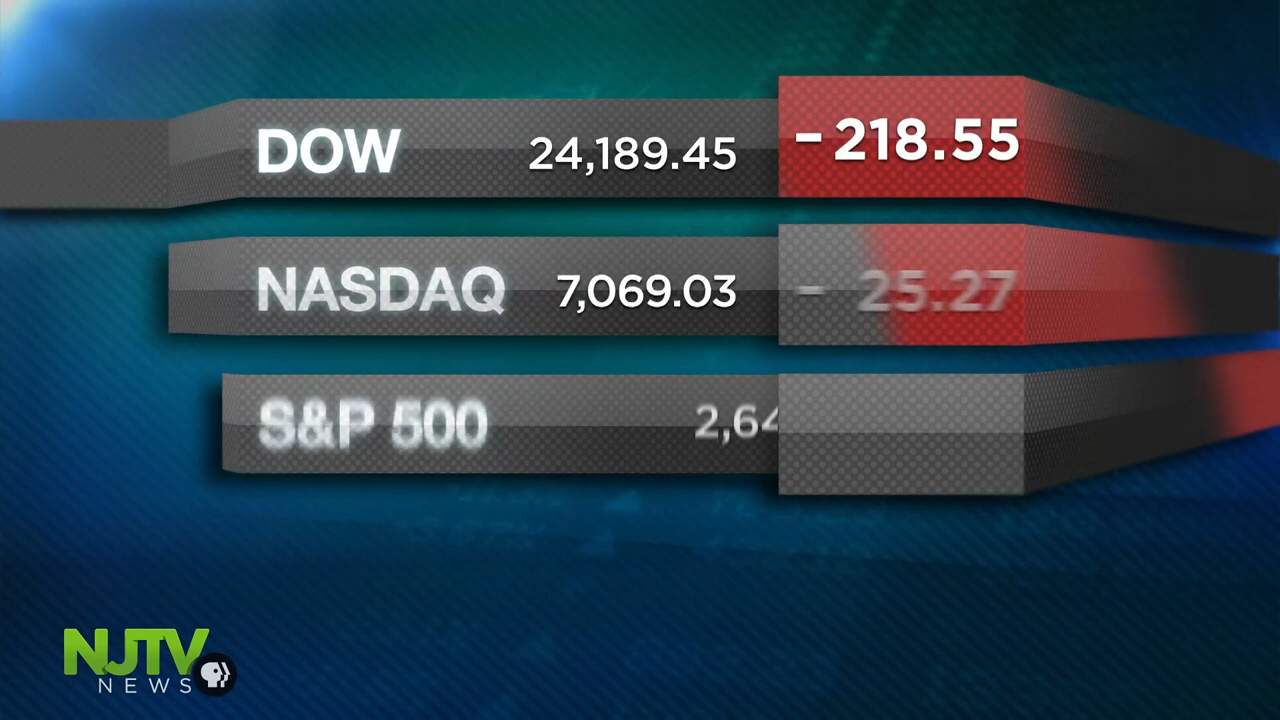 DOW 24,189.45 -218.55
NASDAQ 7,069.03 - 25.27
S&P 500 2,64
NJTV
NEWS